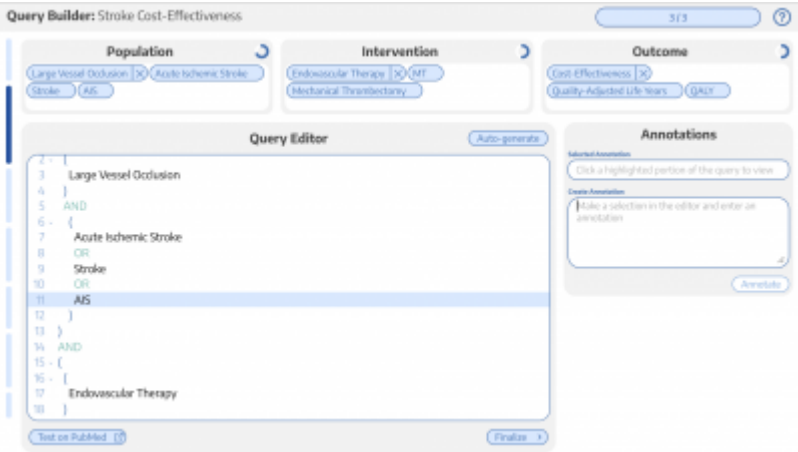 Query Builder: Stroke Cost-Effectiveness
3/3
?
Population
Intervention
Outcome
Large Vessel Occlusion X Acute Ischemic Stroke
Stroke AIS
Endovascular Therapy X MT
Mechanical Thrombectomy
Cost-Effectiveness X
Quality-Adjusted Life Years QALY
Query Editor
Auto-generate
2 - (
3 Large Vessel Occlusion
4 )
5 AND
6 - (
7 Acute Ischemic Stroke
8 OR
9 Stroke
10 OR
11 AIS
12 )
13 )
14 AND
15 - (
16 - (
17 Endovascular Therapy
18 )
Test on PubMed
Finalize >
Annotations
Selected Annotation
Click a highlighted portion of the query to view
Create Annotation
Make a selection in the editor and enter an
annotation
Annotate